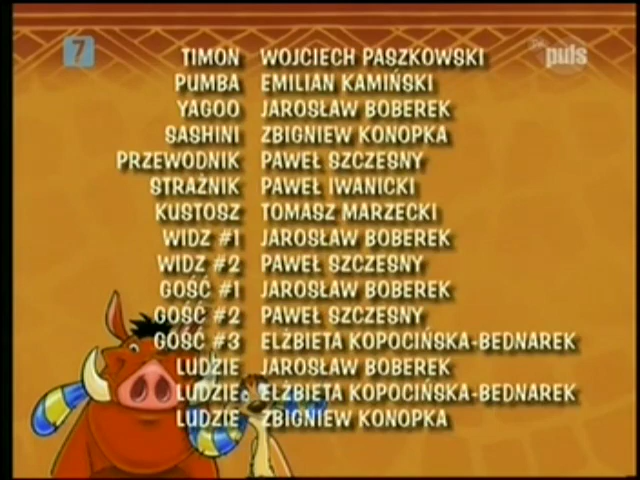 7
puls
TIMON WOJCIECH PASZKOWSKI
PUMBA EMILIAN KAMIŃSKI
YAGOO JAROSŁAW BOBEREK
SASHINI ZBIGNIEW KONOPKA
PRZEWODNIK PAWEŁ SZCZESNY
STRAŻNIK PAWEŁ IWANICKI
KUSTOSZ TOMASZ MARZECKI
WIDZ #1 JAROSŁAW BOBEREK
WIDZ #2 PAWEŁ SZCZESNY
GOŚĆ #1 JAROSŁAW BOBEREK
GOŚĆ #2 PAWEŁ SZCZESNY
GOŚĆ #3 ELŻBIETA KOPOCIŃSKA-BEDNAREK
LUDZIE JAROSŁAW BOBEREK
LUDZIE ELŻBIETA KOPOCIŃSKA-BEDNAREK
LUDZIE ZBIGNIEW KONOPKA